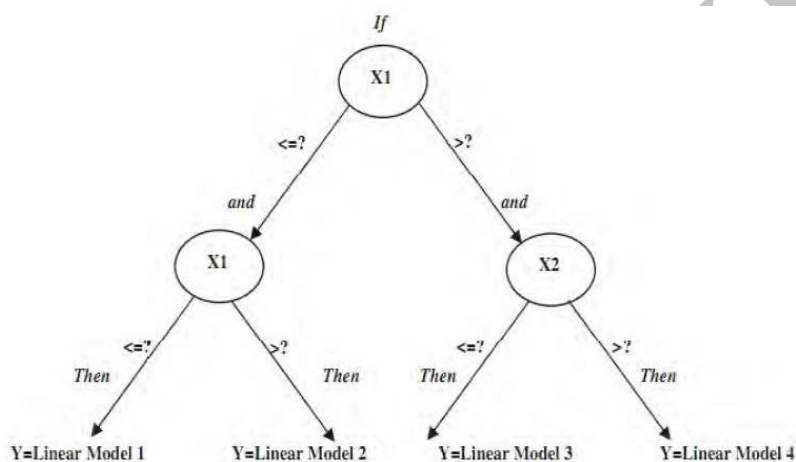 If
X1
<=? >?
and and
X1 X2
<=? >? <=? >?
Then Then Then Then
Y=Linear Model 1 Y=Linear Model 2 Y=Linear Model 3 Y=Linear Model 4